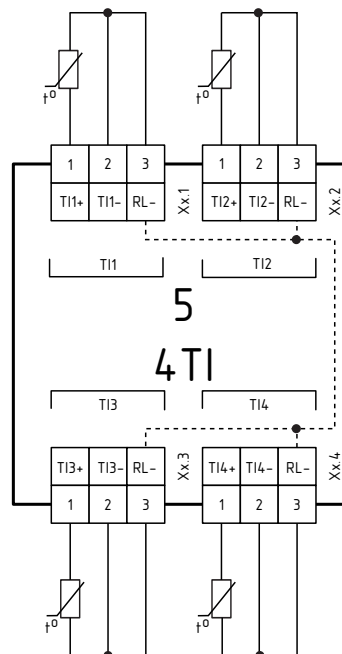 t° t°
1 2 3 Xx.1 1 2 3 Xx.2
TI1+ TI1- RL- TI2+ TI2- RL-
TI1 TI2
5
4TI
TI3 TI4
TI3+ TI3- RL- Xx.3 TI4+ TI4- RL- Xx.4
1 2 3 1 2 3
t° t°